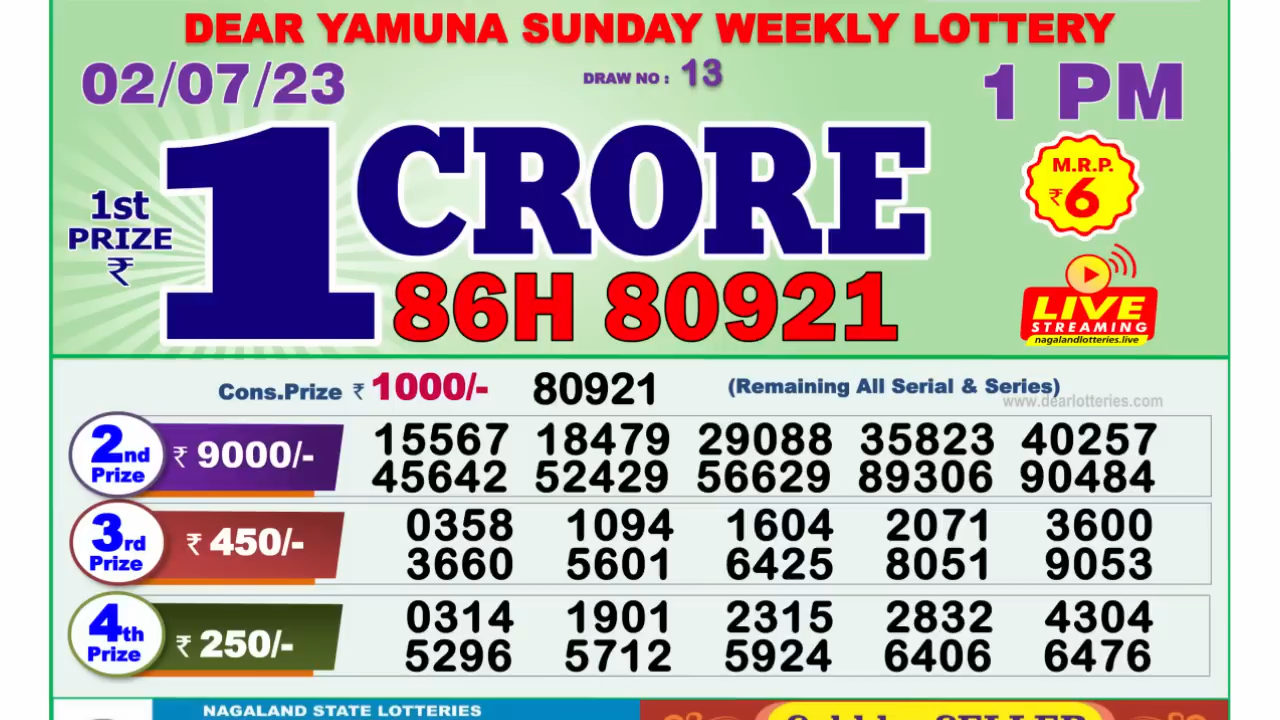 DEAR YAMUNA SUNDAY WEEKLY LOTTERY
02/07/23
DRAW NO : 13
1 PM
1st
PRIZE
₹
1 CRORE
86H 80921
M.R.P.
₹6
LIVE
STREAMING
nagalandlotteries.live
Cons.Prize ₹ 1000/- 80921 (Remaining All Serial & Series)
www.dearlotteries.com
2nd
Prize
₹ 9000/-
15567 18479 29088 35823 40257
45642 52429 56629 89306 90484
3rd
Prize
₹ 450/-
0358 1094 1604 2071 3600
3660 5601 6425 8051 9053
4th
Prize
₹ 250/-
0314 1901 2315 2832 4304
5296 5712 5924 6406 6476
NAGALAND STATE LOTTERIES